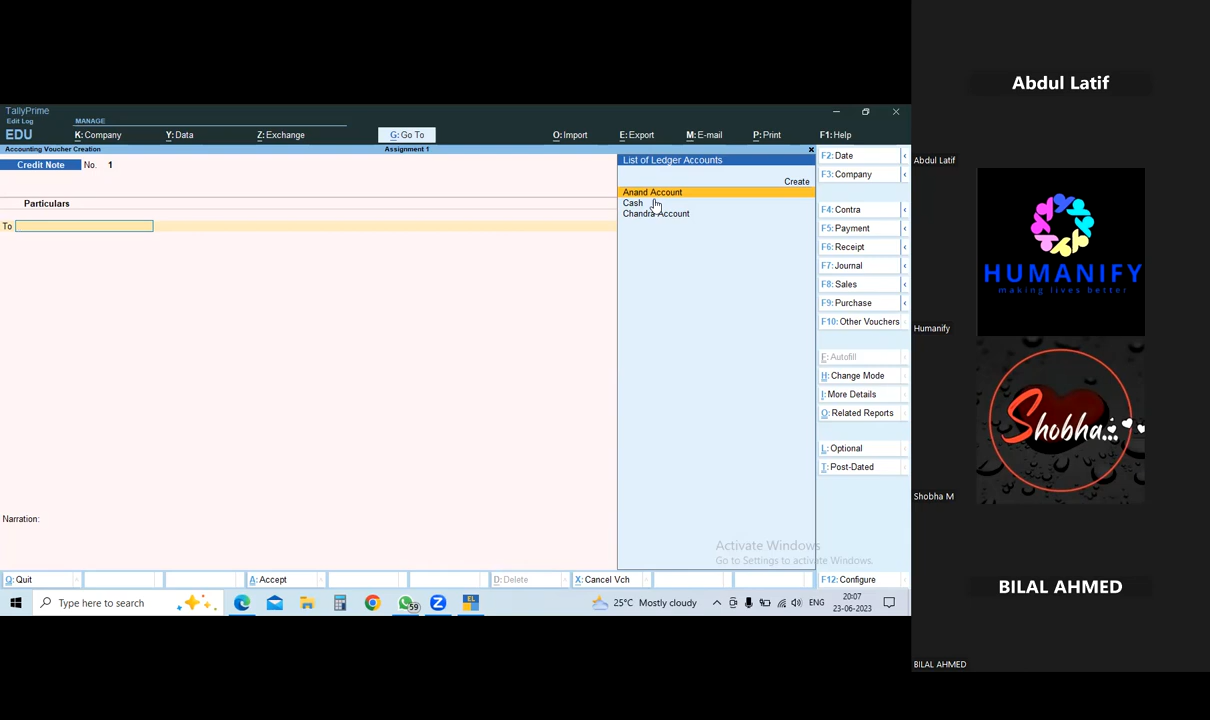 TallyPrime
Edit Log
EDU
MANAGE
K: Company
Y: Data
Z: Exchange
G: Go To
O: Import
E: Export
M: E-mail
P: Print
F1: Help
Accounting Voucher Creation
Assignment 1
Credit Note No. 1
Particulars
To
Narration:
List of Ledger Accounts
Create
Anand Account
Cash
Chandra Account
F2: Date
F3: Company
F4: Contra
F5: Payment
F6: Receipt
F7: Journal
F8: Sales
F9: Purchase
F10: Other Vouchers
F: Autofill
H: Change Mode
I: More Details
O: Related Reports
L: Optional
T: Post-Dated
Activate Windows
Go to Settings to activate Windows.
Q: Quit
A: Accept
D: Delete
X: Cancel Vch
F12: Configure
Type here to search
59
EL
25°C Mostly cloudy
ENG
20:07
23-06-2023
Abdul Latif
Abdul Latif
HUMANIFY
making lives better
Humanify
Shobha...
Shobha M
BILAL AHMED
BILAL AHMED